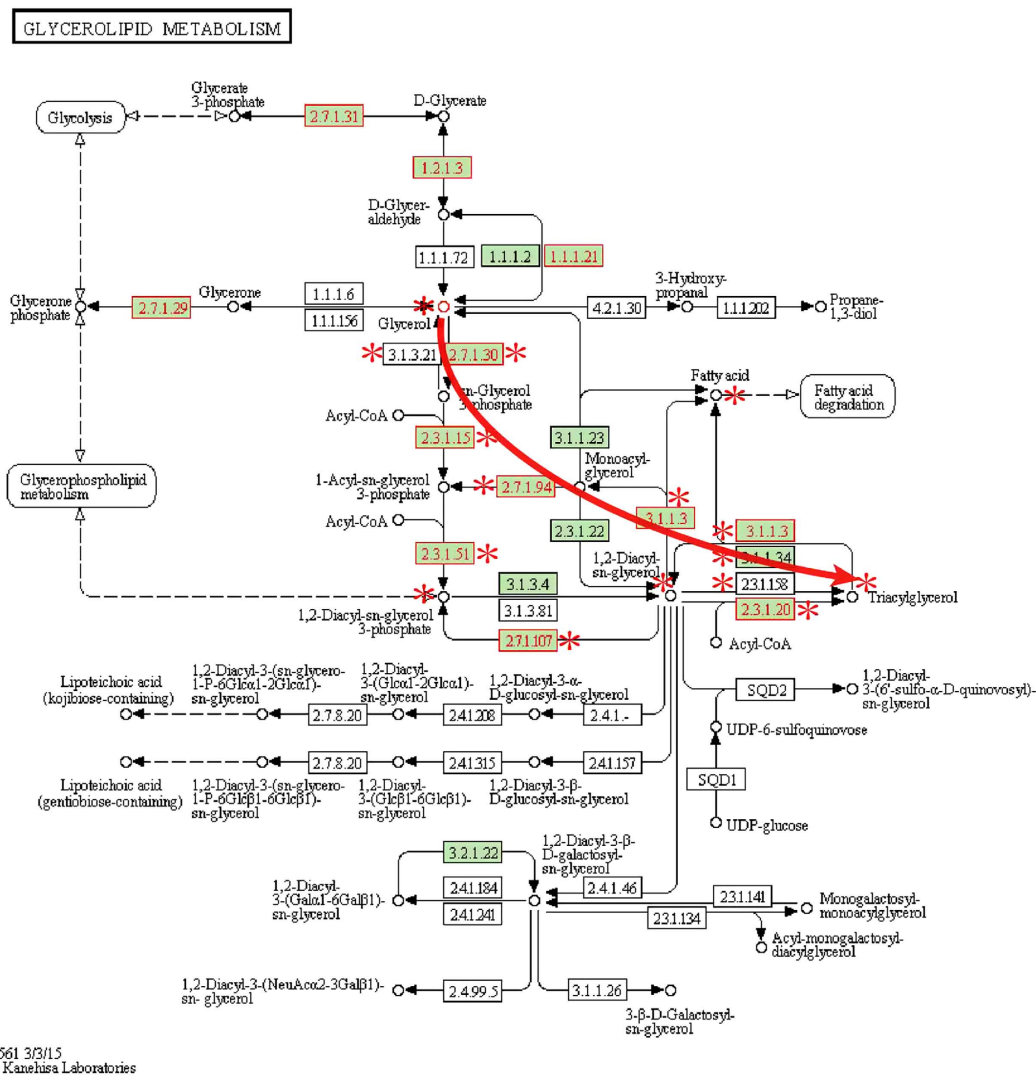 GLYCEROLIPID METABOLISM
Glycerate
3-phosphate
D-Glycerate
Glycolysis
2.7.1.31
1.2.1.3
D-Glycer-
aldehyde
1.1.1.72
1.1.1.2
1.1.1.21
3-Hydroxy-
propanal
Glycerone
phosphate
2.7.1.29
Glycerone
1.1.1.6
1.1.1.156
*
Glycerol
4.2.1.30
1.1.1.202
Propane-
1,3-diol
* 3.1.3.21
2.7.1.30 *
sn-Glycerol
3-phosphate
Fatty acid
*
Fatty acid
degradation
Acyl-CoA
2.3.1.15 *
3.1.1.23
Glycerophospholipid
metabolism
1-Acyl-sn-glycerol
3-phosphate
* 2.7.1.94
Monoacyl-
glycerol
*
3.1.1.3
Acyl-CoA
2.3.1.51 *
2.3.1.22
* 3.1.1.3
* 3.1.1.34
* 2.3.1.158
1,2-Diacyl-
sn-glycerol
*
*
*
1,2-Diacyl-sn-glycerol
3-phosphate
3.1.3.4
3.1.3.81
2.7.1.107 *
2.3.1.20 *
Triacylglycerol
Acyl-CoA
Lipoteichoic acid
(kojibiose-containing)
1,2-Diacyl-3-(sn-glycero-
1-P-6Glcα1-2Glcα1)-
sn-glycerol
1,2-Diacyl-
3-(Glcα1-2Glcα1)-
sn-glycerol
1,2-Diacyl-3-α-
D-glucosyl-sn-glycerol
2.7.8.20
2.4.1.208
2.4.1.-
SQD2
1,2-Diacyl-
3-(6'-sulfo-α-D-quinovosyl)-
sn-glycerol
UDP-6-sulfoquinovose
2.7.8.20
2.4.1.315
2.4.1.157
Lipoteichoic acid
(gentiobiose-containing)
1,2-Diacyl-3-(sn-glycero-
1-P-6Glcβ1-6Glcβ1)-
sn-glycerol
1,2-Diacyl-
3-(Glcβ1-6Glcβ1)-
sn-glycerol
1,2-Diacyl-3-β-
D-glucosyl-sn-glycerol
SQD1
UDP-glucose
3.2.1.22
1,2-Diacyl-3-β-
D-galactosyl-
sn-glycerol
1,2-Diacyl-
3-(Galα1-6Galβ1)-
sn-glycerol
2.4.1.184
2.4.1.241
2.4.1.46
2.3.1.141
2.3.1.134
Monogalactosyl-
monoacylglycerol
Acyl-monogalactosyl-
diacylglycerol
1,2-Diacyl-3-(NeuAcα2-3Galβ1)-
sn- glycerol
2.4.99.5
3.1.1.26
3-β-D-Galactosyl-
sn-glycerol
561 3/3/15
Kanehisa Laboratories